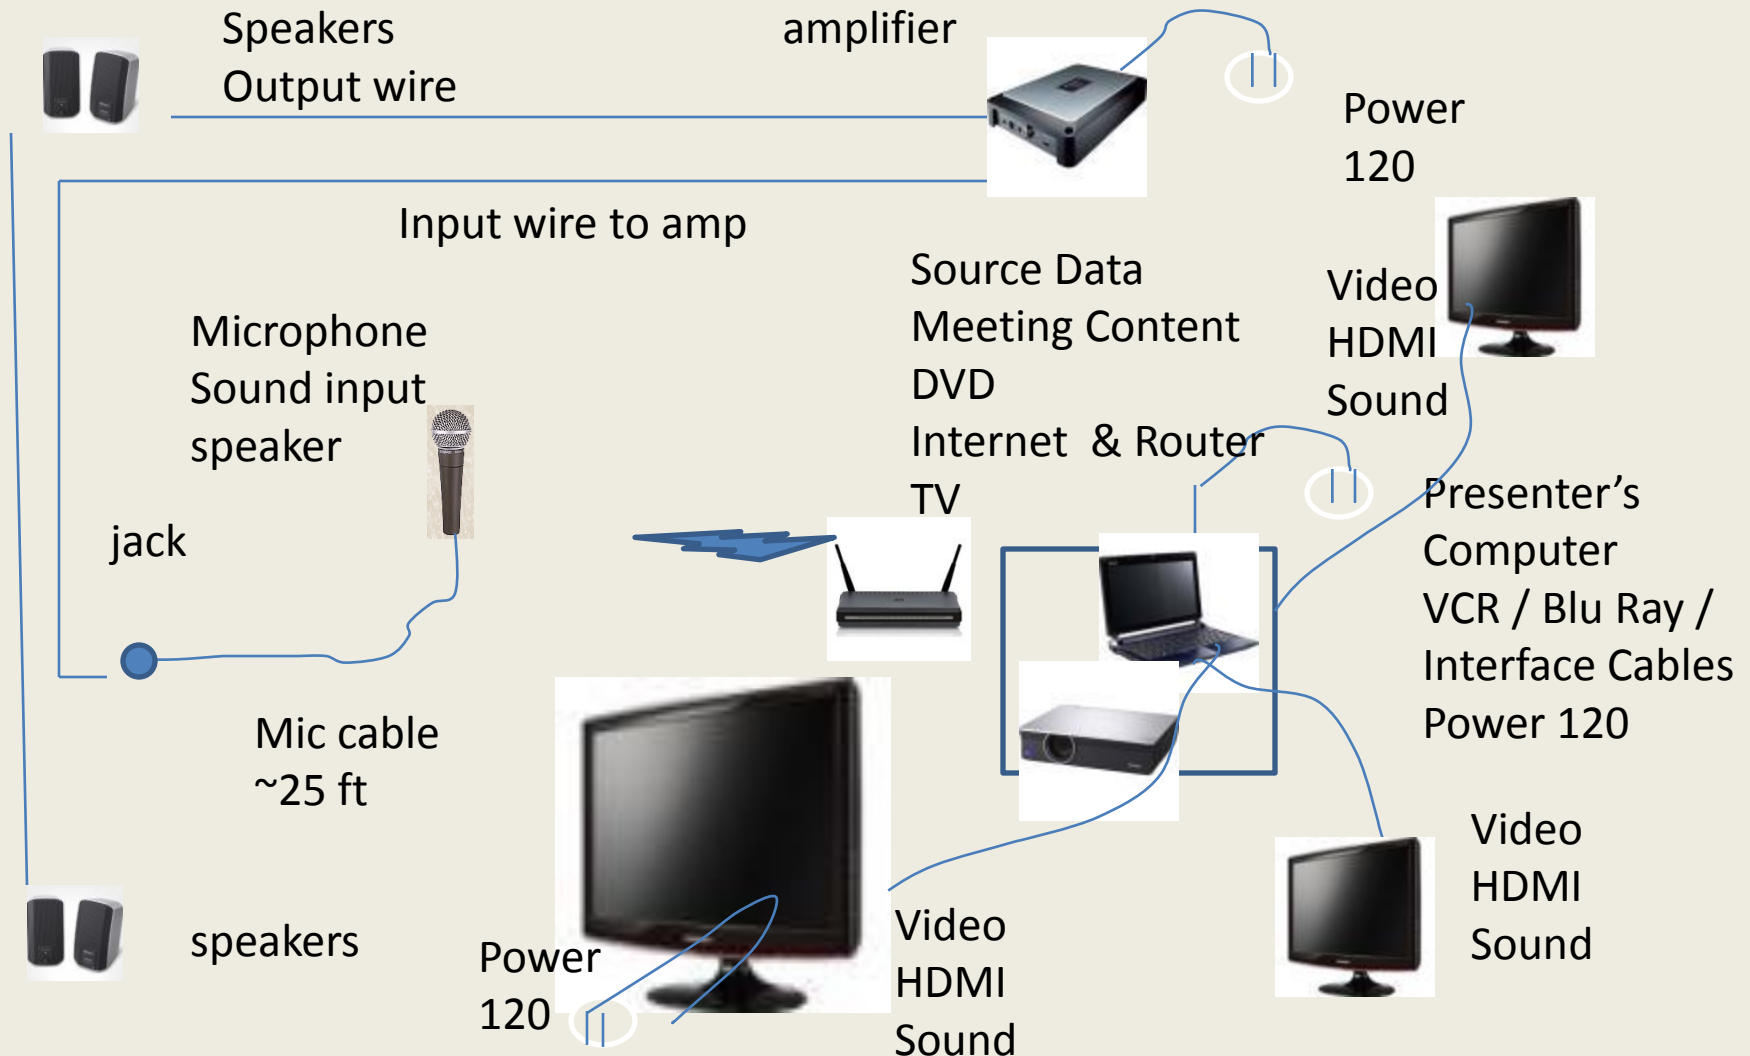 Speakers
Output wire
amplifier
Power
120
Input wire to amp
Source Data
Meeting Content
DVD
Internet & Router
TV
Video
HDMI
Sound
Microphone
Sound input
speaker
jack
Presenter’s
Computer
VCR / Blu Ray /
Interface Cables
Power 120
Mic cable
~25 ft
Video
HDMI
Sound
speakers
Power
120
Video
HDMI
Sound